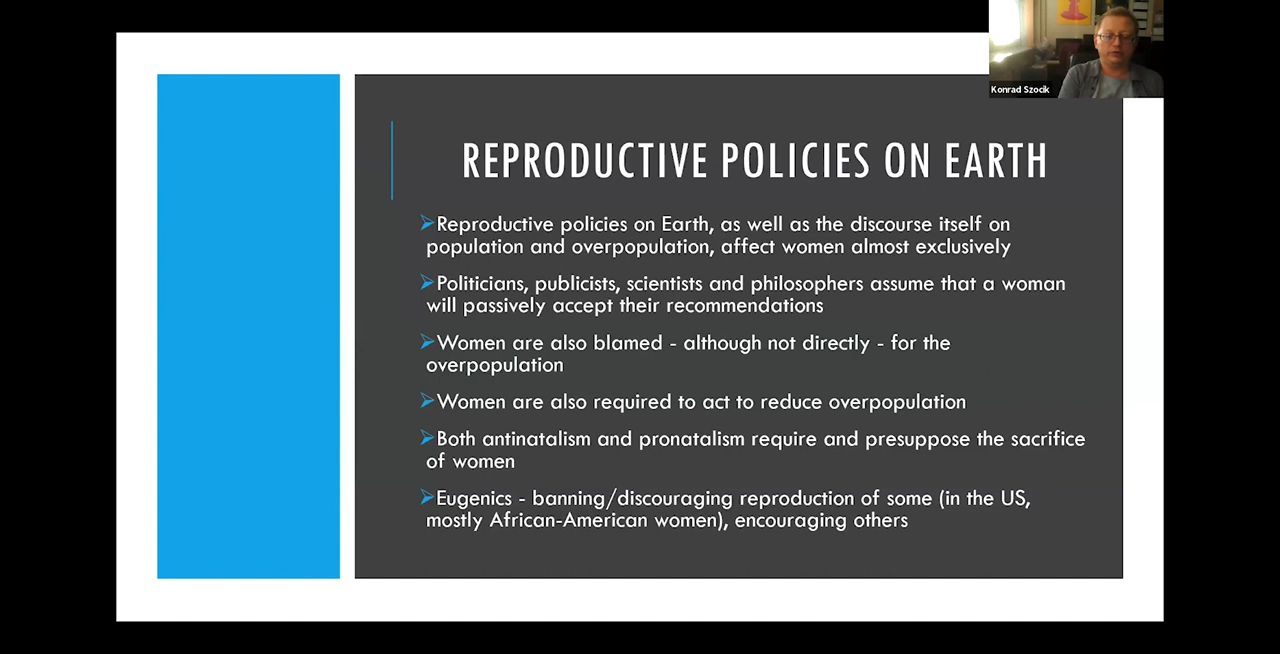 Konrad Szocik
REPRODUCTIVE POLICIES ON EARTH
➢Reproductive policies on Earth, as well as the discourse itself on
population and overpopulation, affect women almost exclusively
➢Politicians, publicists, scientists and philosophers assume that a woman
will passively accept their recommendations
➢Women are also blamed - although not directly - for the
overpopulation
➢Women are also required to act to reduce overpopulation
➢Both antinatalism and pronatalism require and presuppose the sacrifice
of women
➢Eugenics - banning/discouraging reproduction of some (in the US,
mostly African-American women), encouraging others